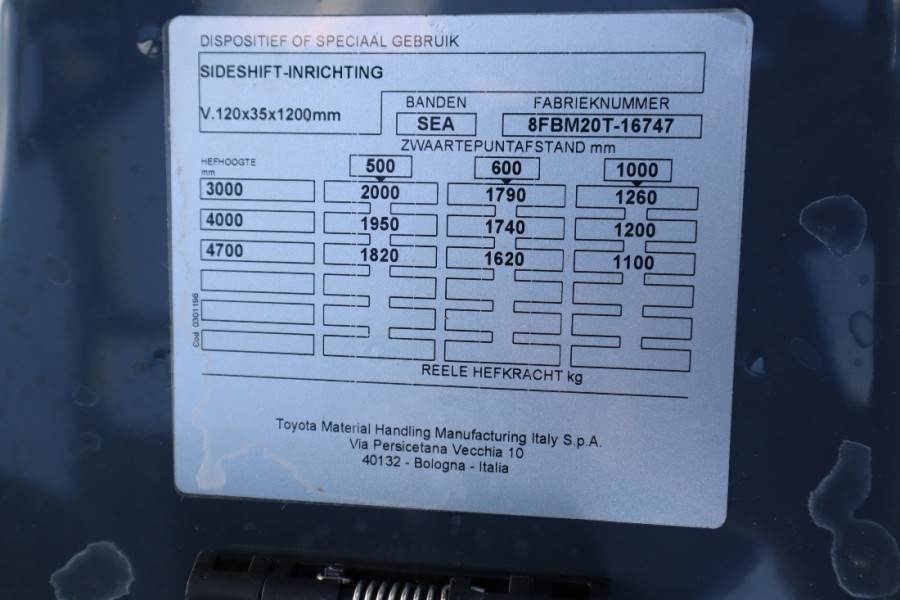 DISPOSITIEF OF SPECIAAL GEBRUIK
SIDESHIFT-INRICHTING
V.120x35x1200mm
BANDEN FABRIEKNUMMER
SEA 8FBM20T-16747
ZWAARTEPUNTAFSTAND mm
HEFHOOGTE
mm
500 600 1000
3000 2000 1790 1260
4000 1950 1740 1200
4700 1820 1620 1100
Cod. 0301196
REELE HEFKRACHT kg
Toyota Material Handling Manufacturing Italy S.p.A.
Via Persicetana Vecchia 10
40132 - Bologna - Italia